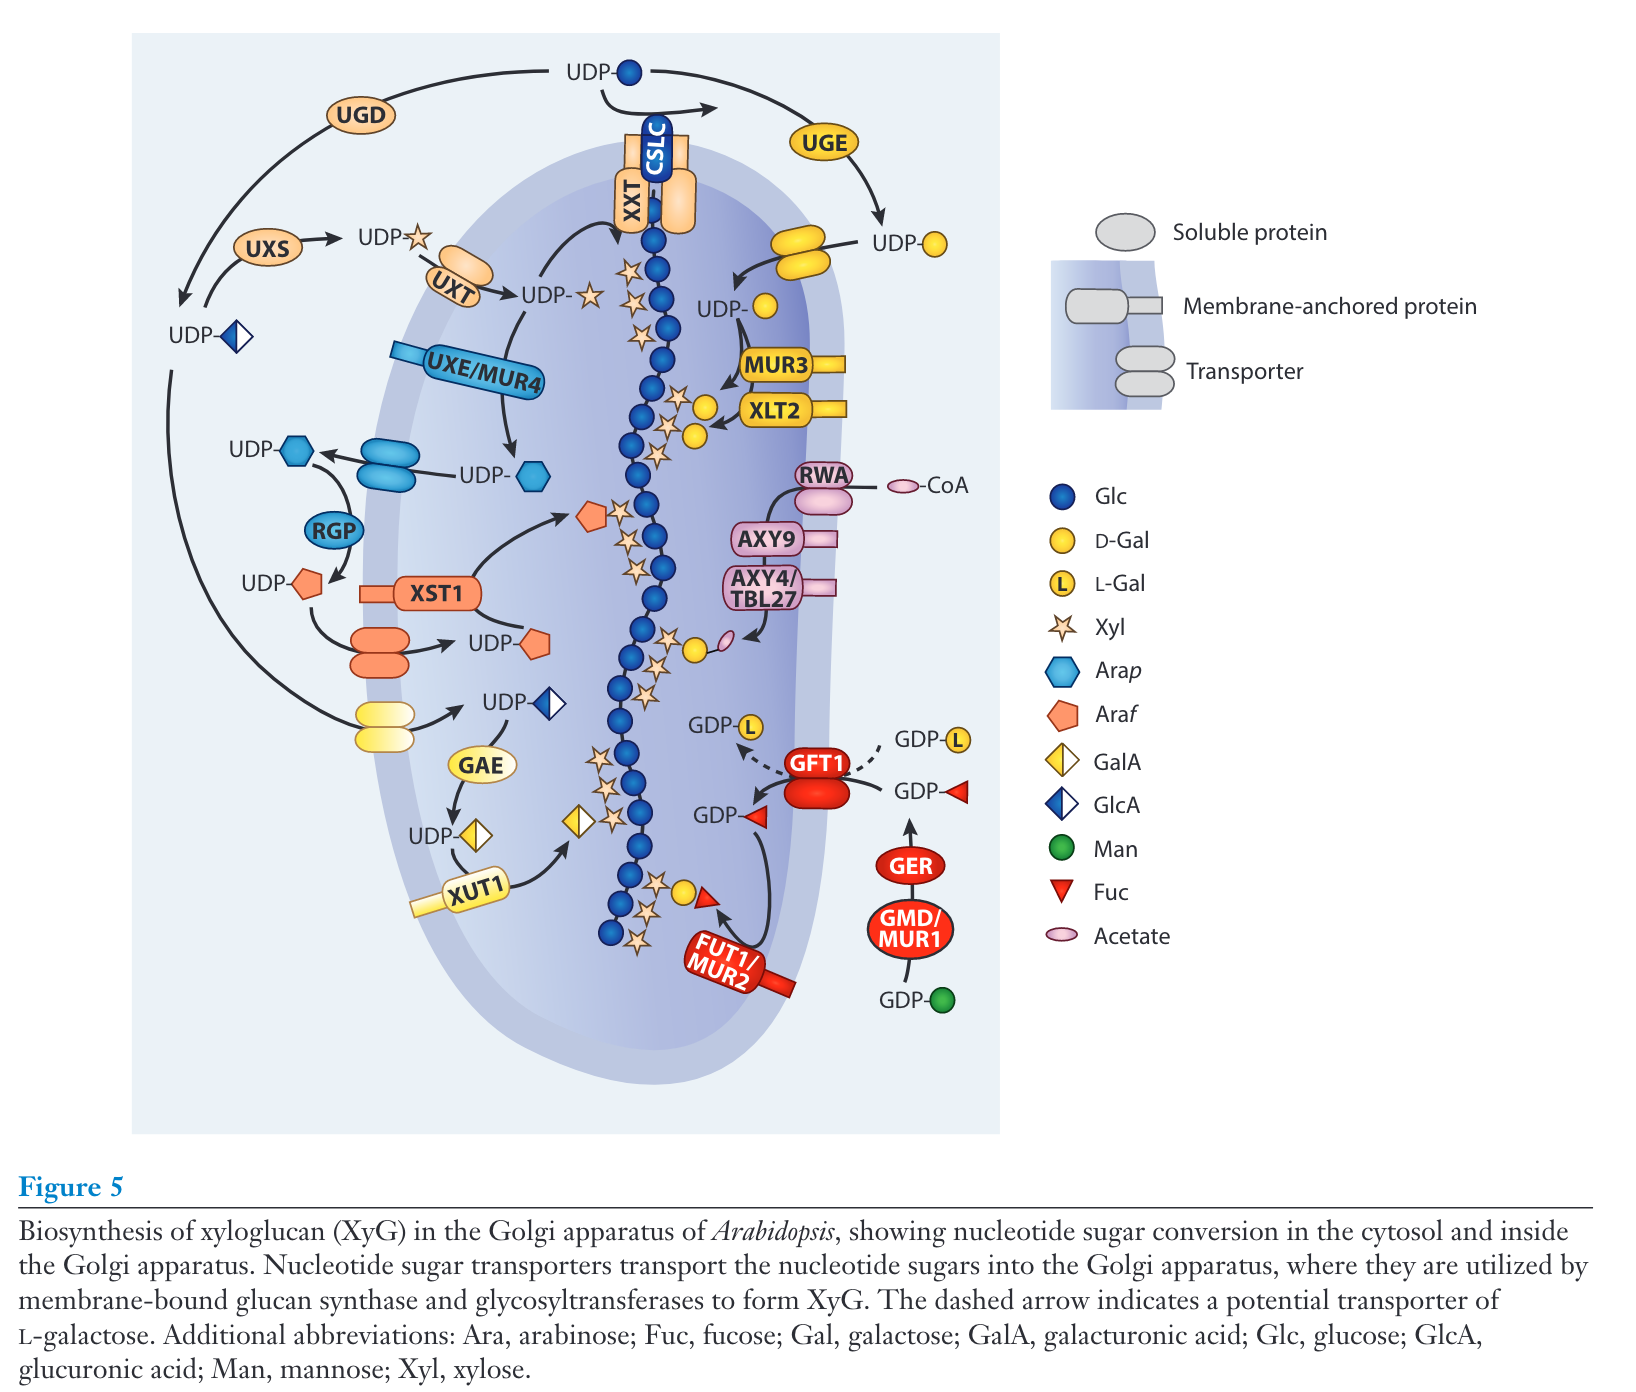 UDP-
UGD
CSLC
UGE
XXT
UXS
UDP-
UXT
UDP-
UDP-
UDP-
UDP-
UXE/MUR4
MUR3
XLT2
UDP-
UDP-
RGP
RWA
-CoA
AXY9
UDP-
XST1
AXY4/
TBL27
UDP-
UDP-
GAE
UDP-
XUT1
GDP-L
GDP-L
GFT1
GDP-
GDP-
GER
GMD/
MUR1
FUT1/
MUR2
GDP-
Soluble protein
Membrane-anchored protein
Transporter
Glc
D-Gal
L L-Gal
Xyl
Arap
Araf
GalA
GlcA
Man
Fuc
Acetate
Figure 5
Biosynthesis of xyloglucan (XyG) in the Golgi apparatus of Arabidopsis, showing nucleotide sugar conversion in the cytosol and inside
the Golgi apparatus. Nucleotide sugar transporters transport the nucleotide sugars into the Golgi apparatus, where they are utilized by
membrane-bound glucan synthase and glycosyltransferases to form XyG. The dashed arrow indicates a potential transporter of
L-galactose. Additional abbreviations: Ara, arabinose; Fuc, fucose; Gal, galactose; GalA, galacturonic acid; Glc, glucose; GlcA,
glucuronic acid; Man, mannose; Xyl, xylose.